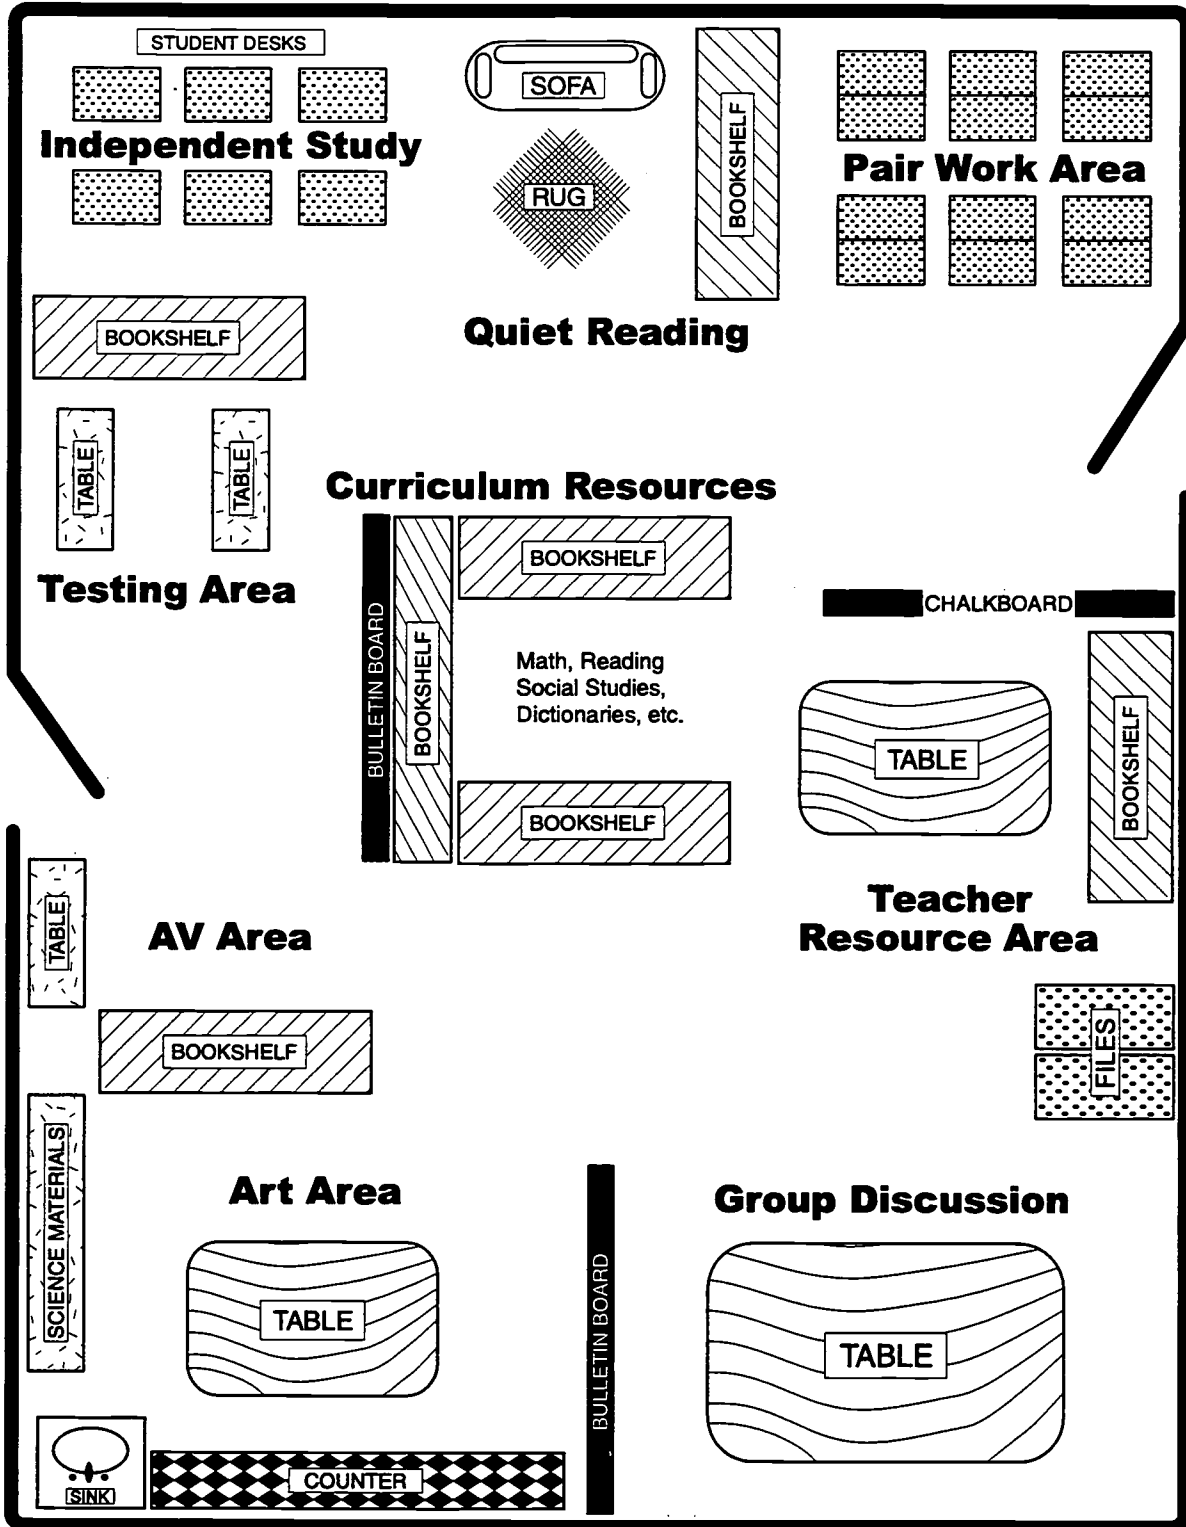 STUDENT DESKS
Independent Study
SOFA
RUG
BOOKSHELF
Quiet Reading
Pair Work Area
BOOKSHELF
TABLE
TABLE
Testing Area
Curriculum Resources
BULLETIN BOARD
BOOKSHELF
BOOKSHELF
Math, Reading
Social Studies,
Dictionaries, etc.
BOOKSHELF
CHALKBOARD
TABLE
BOOKSHELF
Teacher
Resource Area
FILES
TABLE
AV Area
BOOKSHELF
SCIENCE MATERIALS
Art Area
TABLE
SINK
COUNTER
BULLETIN BOARD
Group Discussion
TABLE